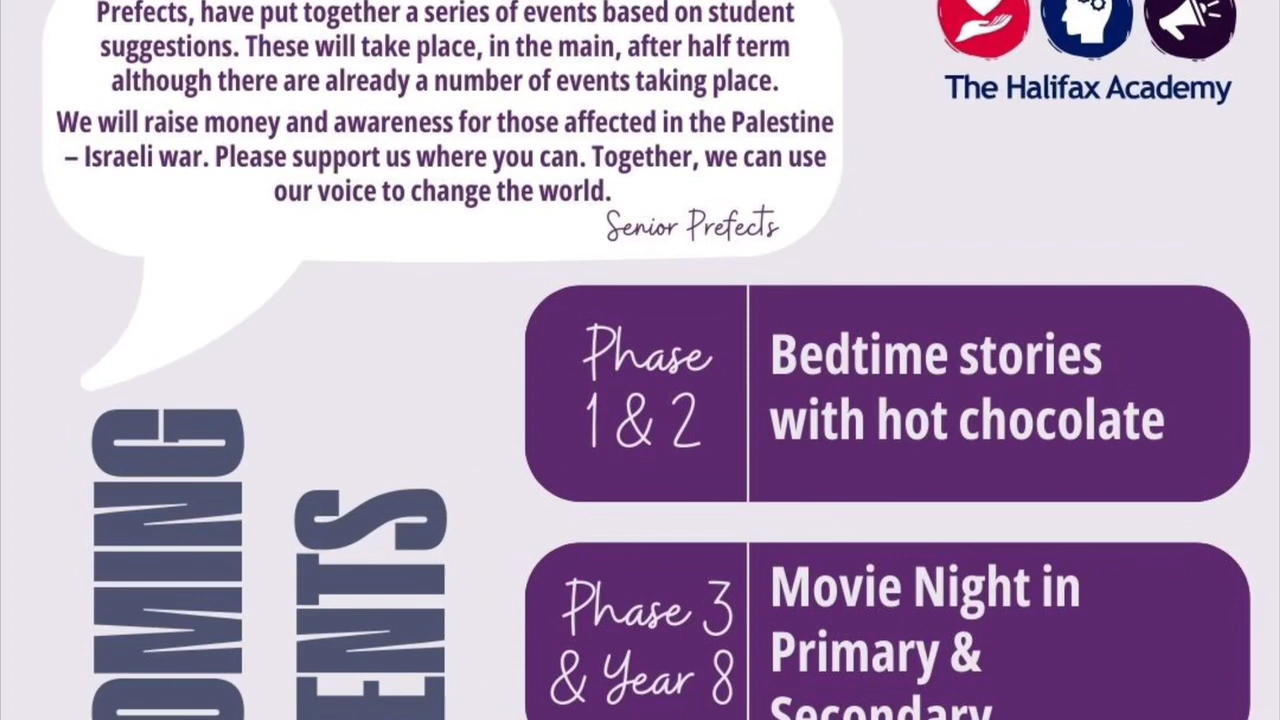 Prefects, have put together a series of events based on student
suggestions. These will take place, in the main, after half term
although there are already a number of events taking place.
We will raise money and awareness for those affected in the Palestine
– Israeli war. Please support us where you can. Together, we can use
our voice to change the world.
Senior Prefects
The Halifax Academy
OMING
ENTS
Phase
1 & 2
Bedtime stories
with hot chocolate
Phase 3
& Year 8
Movie Night in
Primary &
Secondary